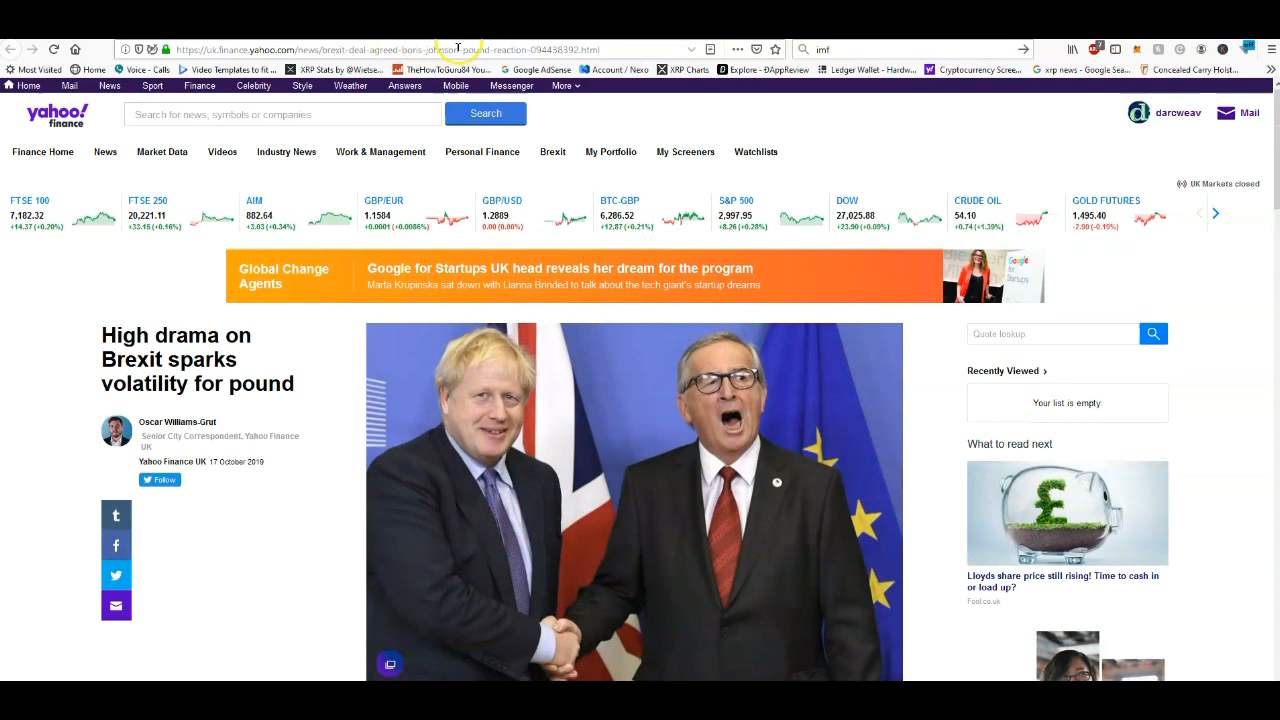 https://uk.finance.yahoo.com/news/brexit-deal-agreed-boris-johnson-pound-reaction-094438392.html
imf
Most Visited Home Voice - Calls Video Templates to fit ... XRP Stats by @Wietse... TheHowToGuru84 You... Google AdSense Account / Nexo XRP Charts Explore - ÐAppReview Ledger Wallet - Hardw... Cryptocurrency Screen... xrp news - Google Sea... Concealed Carry Holst...
Home Mail News Sport Finance Celebrity Style Weather Answers Mobile Messenger More
yahoo!
finance
Search for news, symbols or companies
Search
darcweav
Mail
Finance Home News Market Data Videos Industry News Work & Management Personal Finance Brexit My Portfolio My Screeners Watchlists
UK Markets closed
FTSE 100 FTSE 250 AIM GBP/EUR GBP/USD BTC-GBP S&P 500 DOW CRUDE OIL GOLD FUTURES
7,182.32 20,221.11 882.64 1.1584 1.2889 6,286.52 2,997.95 27,025.88 54.10 1,495.40
+14.37 (+0.20%) +33.15 (+0.16%) +3.03 (+0.34%) +0.0001 (+0.0086%) 0.00 (0.00%) +12.87 (+0.21%) +8.26 (+0.28%) +23.90 (+0.09%) +0.74 (+1.39%) -2.90 (-0.19%)
Global Change
Agents
Google for Startups UK head reveals her dream for the program
Marta Krupinska sat down with Lianna Brinded to talk about the tech giant's startup dreams
Google
for
Startups
High drama on
Brexit sparks
volatility for pound
Oscar Williams-Grut
Senior City Correspondent, Yahoo Finance
UK
Yahoo Finance UK 17 October 2019
Follow
Quote lookup
Recently Viewed
Your list is empty.
What to read next
Lloyds share price still rising! Time to cash in
or load up?
Fool.co.uk